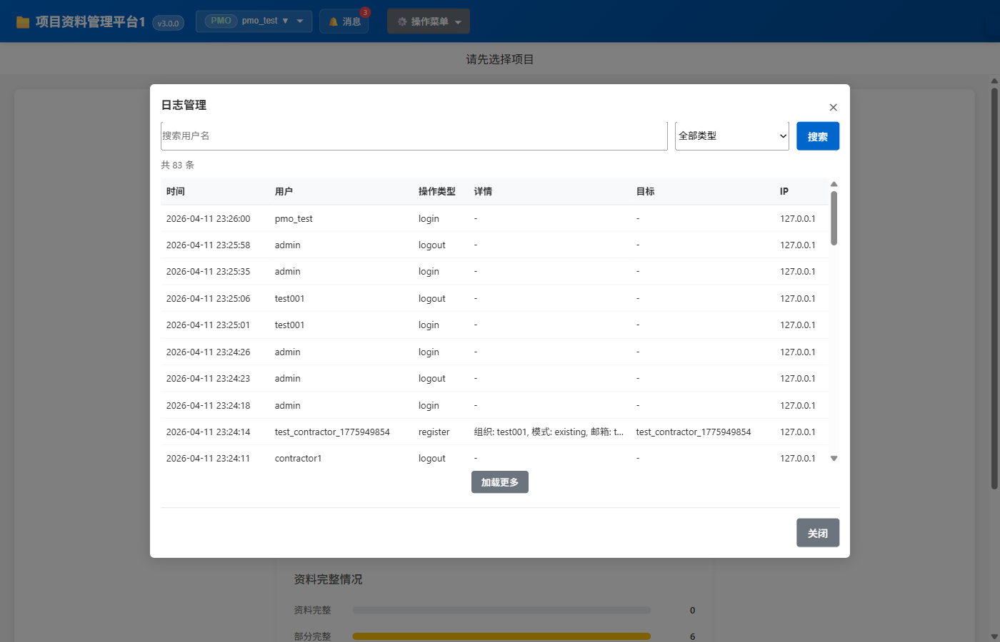 项目资料管理平台1 v3.0.0 PMO pmo_test ▼ 消息 3 操作菜单
请先选择项目
日志管理 ×
搜索用户名 全部类型 搜索
共 83 条
时间 用户 操作类型 详情 目标 IP
2026-04-11 23:26:00 pmo_test login - - 127.0.0.1
2026-04-11 23:25:58 admin logout - - 127.0.0.1
2026-04-11 23:25:35 admin login - - 127.0.0.1
2026-04-11 23:25:06 test001 logout - - 127.0.0.1
2026-04-11 23:25:01 test001 login - - 127.0.0.1
2026-04-11 23:24:26 admin login - - 127.0.0.1
2026-04-11 23:24:23 admin logout - - 127.0.0.1
2026-04-11 23:24:18 admin login - - 127.0.0.1
2026-04-11 23:24:14 test_contractor_1775949854 register 组织: test001, 模式: existing, 邮箱: t... test_contractor_1775949854 127.0.0.1
2026-04-11 23:24:11 contractor1 logout - - 127.0.0.1
加载更多
关闭
资料完整情况
资料完整 0
部分完整 6